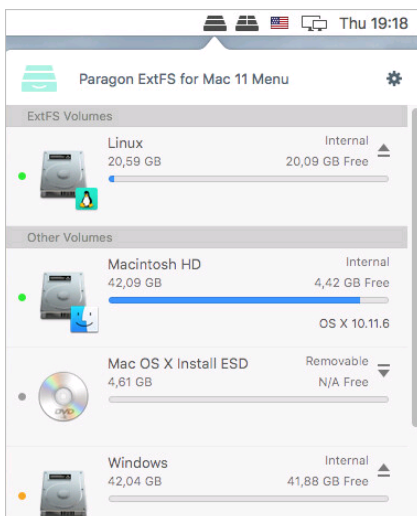 Thu 19:18
Paragon ExtFS for Mac 11 Menu
ExtFS Volumes
Linux
Internal
20,59 GB
20,09 GB Free
Other Volumes
Macintosh HD
Internal
42,09 GB
4,42 GB Free
OS X 10.11.6
Mac OS X Install ESD
Removable
4,61 GB
N/A Free
DVD
Windows
Internal
42,04 GB
41,88 GB Free